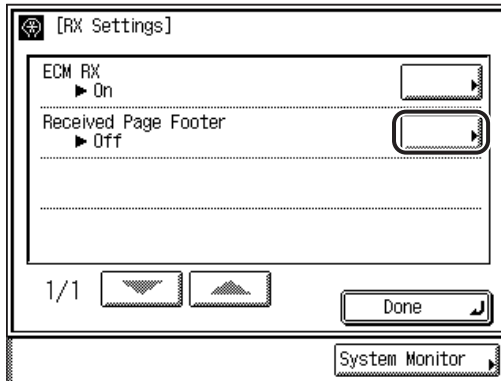 [RX Settings]
ECM RX
► On
Received Page Footer
► Off
1/1
Done
System Monitor